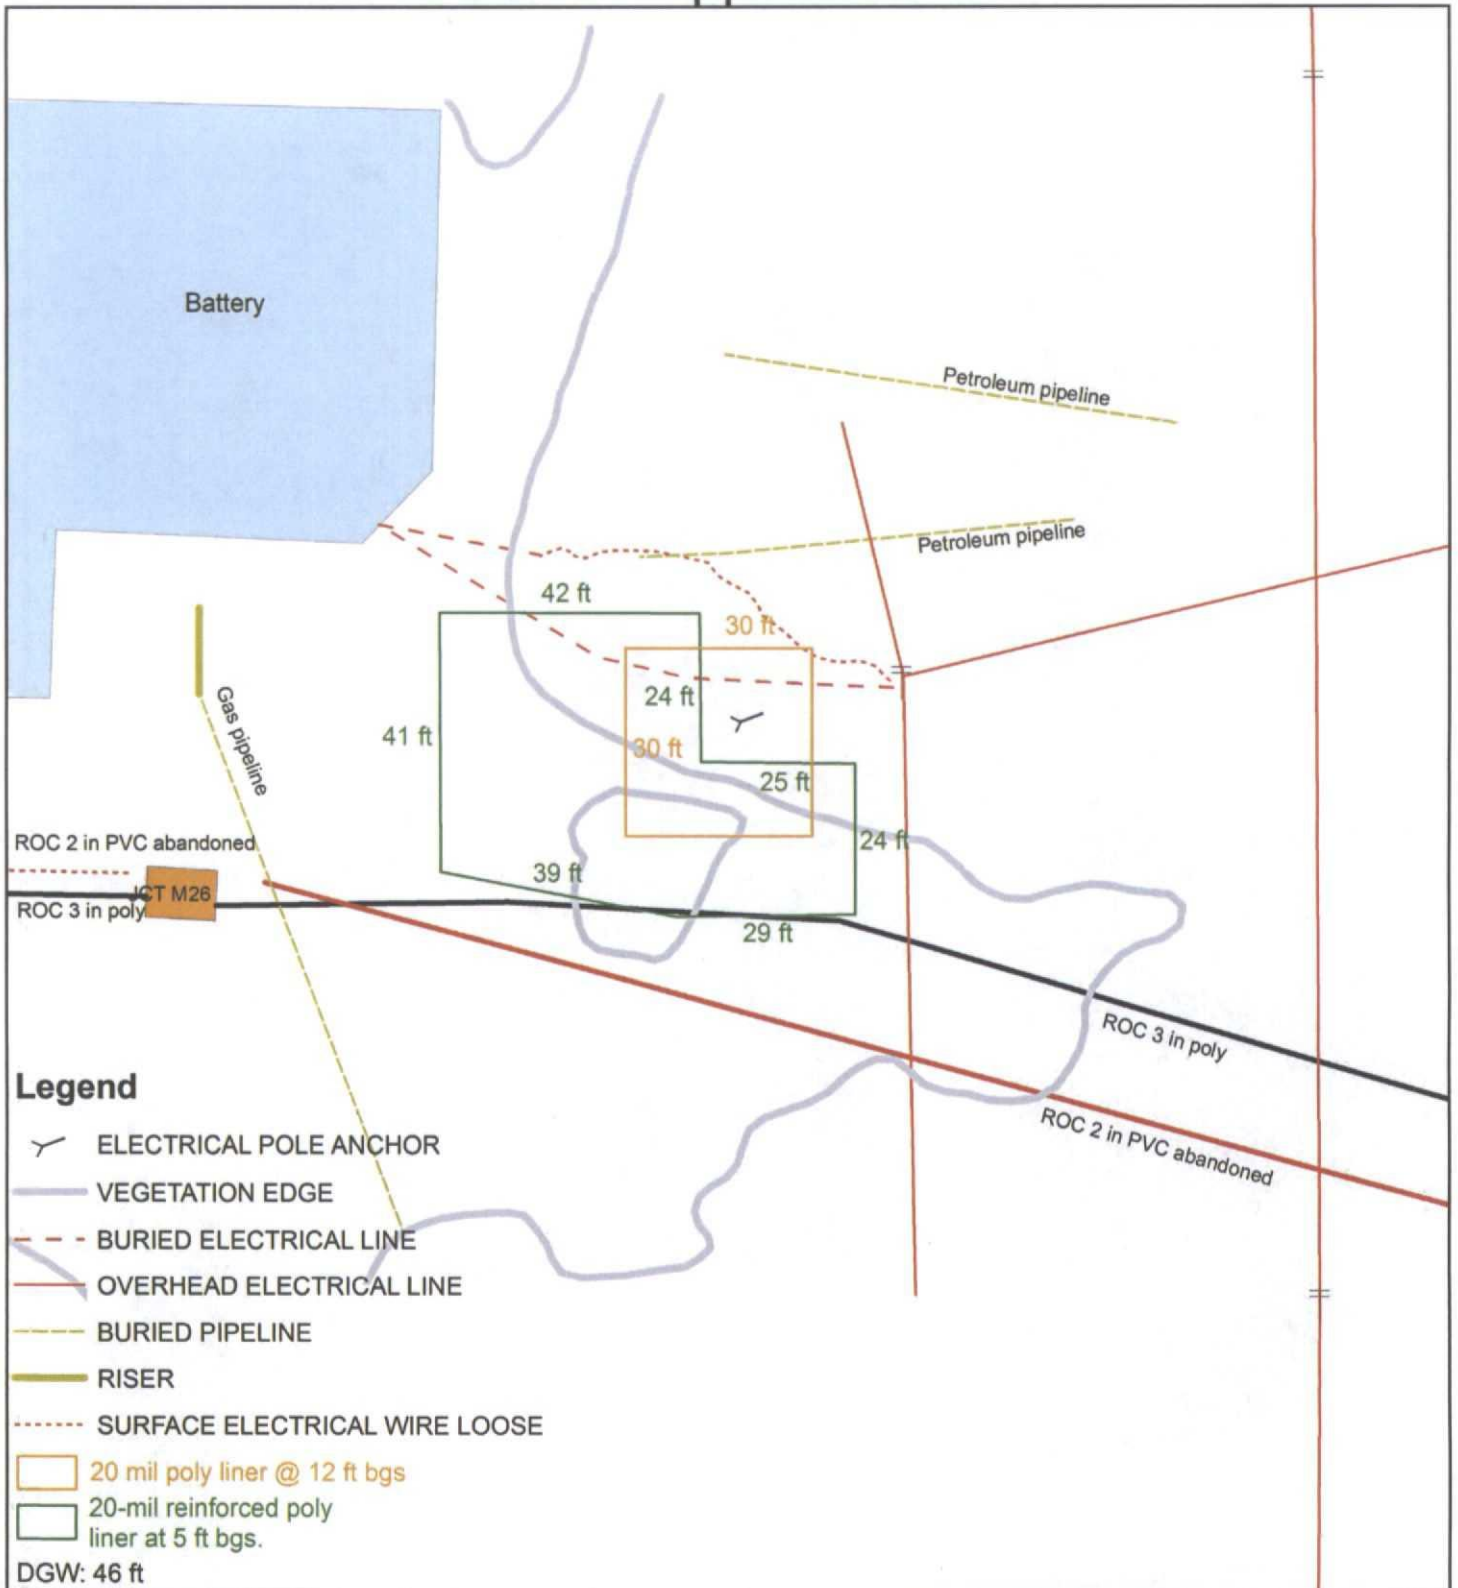 Battery
Petroleum pipeline
Petroleum pipeline
42 ft
30 ft
24 ft
41 ft
30 ft
25 ft
Gas pipeline
24 ft
ROC 2 in PVC abandoned
39 ft
JCT M26
ROC 3 in poly
29 ft
ROC 3 in poly
ROC 2 in PVC abandoned
Legend
ELECTRICAL POLE ANCHOR
VEGETATION EDGE
BURIED ELECTRICAL LINE
OVERHEAD ELECTRICAL LINE
BURIED PIPELINE
RISER
SURFACE ELECTRICAL WIRE LOOSE
20 mil poly liner @ 12 ft bgs
20-mil reinforced poly
liner at 5 ft bgs.
DGW: 46 ft